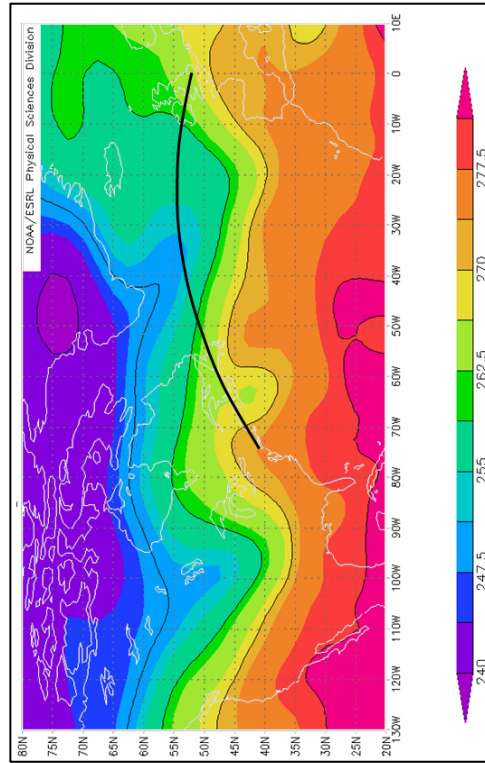 NOAA/ESRL Physical Sciences Division
80N
75N
70N
65N
60N
55N
50N
45N
40N
35N
30N
25N
20N
130W
120W
110W
100W
90W
80W
70W
60W
50W
40W
30W
20W
10W
0
10E
240
247.5
255
262.5
270
277.5